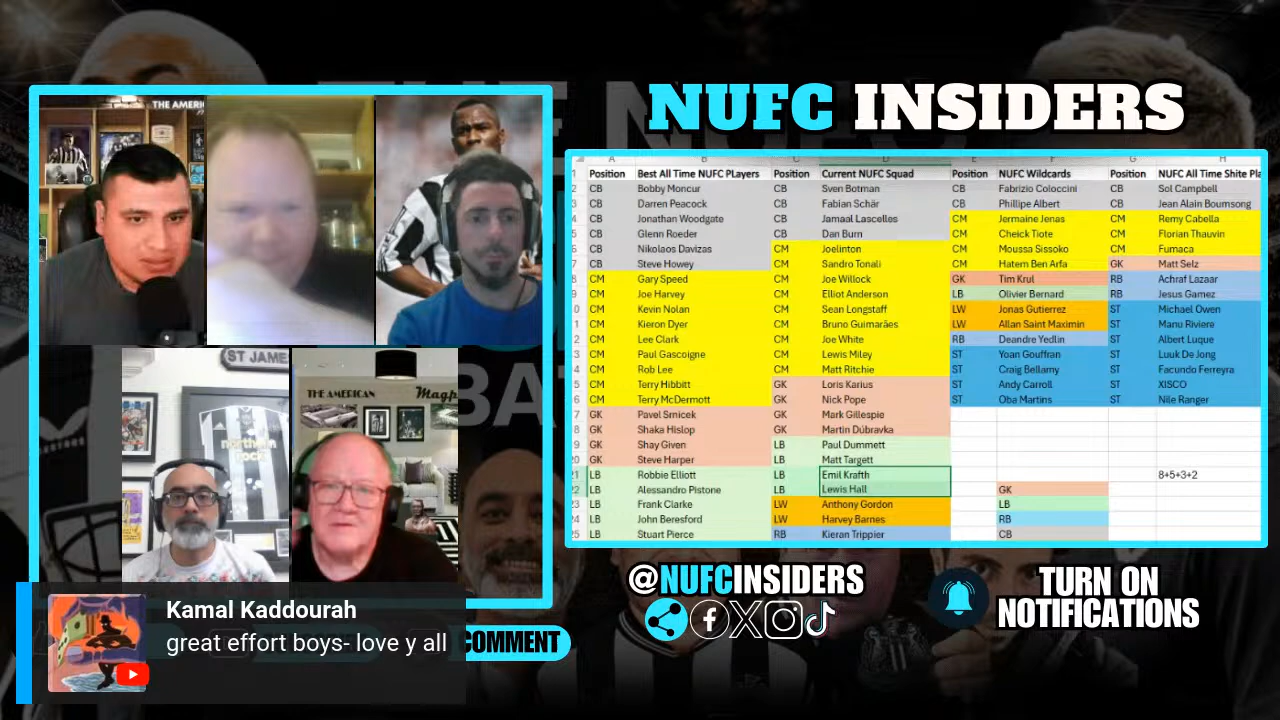 NUFC INSIDERS
THE AMERIC
ST JAMES
THE AMERICAN
Magp
northern rock
A B C D E F G H
Position Best All Time NUFC PLayers Position Current NUFC Squad Position NUFC Wildcards Position NUFC All Time Shite Pla
CB Bobby Moncur CB Sven Botman CB Fabrizio Coloccini CB Sol Campbell
CB Darren Peacock CB Fabian Schär CB Phillipe Albert CB Jean Alain Boumsong
CB Jonathan Woodgate CB Jamaal Lascelles CM Jermaine Jenas CM Remy Cabella
CB Glenn Roeder CB Dan Burn CM Cheick Tiote CM Florian Thauvin
CB Nikolaos Davizas CM Joelinton CM Moussa Sissoko CM Fumaca
CB Steve Howey CM Sandro Tonali CM Hatem Ben Arfa GK Matt Selz
CM Gary Speed CM Joe Willock GK Tim Krul RB Achraf Lazaar
CM Joe Harvey CM Elliot Anderson LB Olivier Bernard RB Jesus Gamez
CM Kevin Nolan CM Sean Longstaff LW Jonas Gutierrez ST Michael Owen
CM Kieron Dyer CM Bruno Guimarães LW Allan Saint Maximin ST Manu Riviere
CM Lee Clark CM Joe White RB Deandre Yedlin ST Albert Luque
CM Paul Gascoigne CM Lewis Miley ST Yoan Gouffran ST Luuk De Jong
CM Rob Lee CM Matt Ritchie ST Craig Bellamy ST Facundo Ferreyra
CM Terry Hibbitt GK Loris Karius ST Andy Carroll ST XISCO
CM Terry McDermott GK Nick Pope ST Oba Martins ST Nile Ranger
GK Pavel Srnicek GK Mark Gillespie
GK Shaka Hislop GK Martin Dúbravka
GK Shay Given LB Paul Dummett
GK Steve Harper LB Matt Targett
LB Robbie Elliott LB Emil Krafth 8+5+3+2
LB Alessandro Pistone LB Lewis Hall GK
LB Frank Clarke LW Anthony Gordon LB
LB John Beresford LW Harvey Barnes RB
LB Stuart Pierce RB Kieran Trippier CB
@NUFCINSIDERS
TURN ON
NOTIFICATIONS
Kamal Kaddourah
great effort boys- love y all
COMMENT